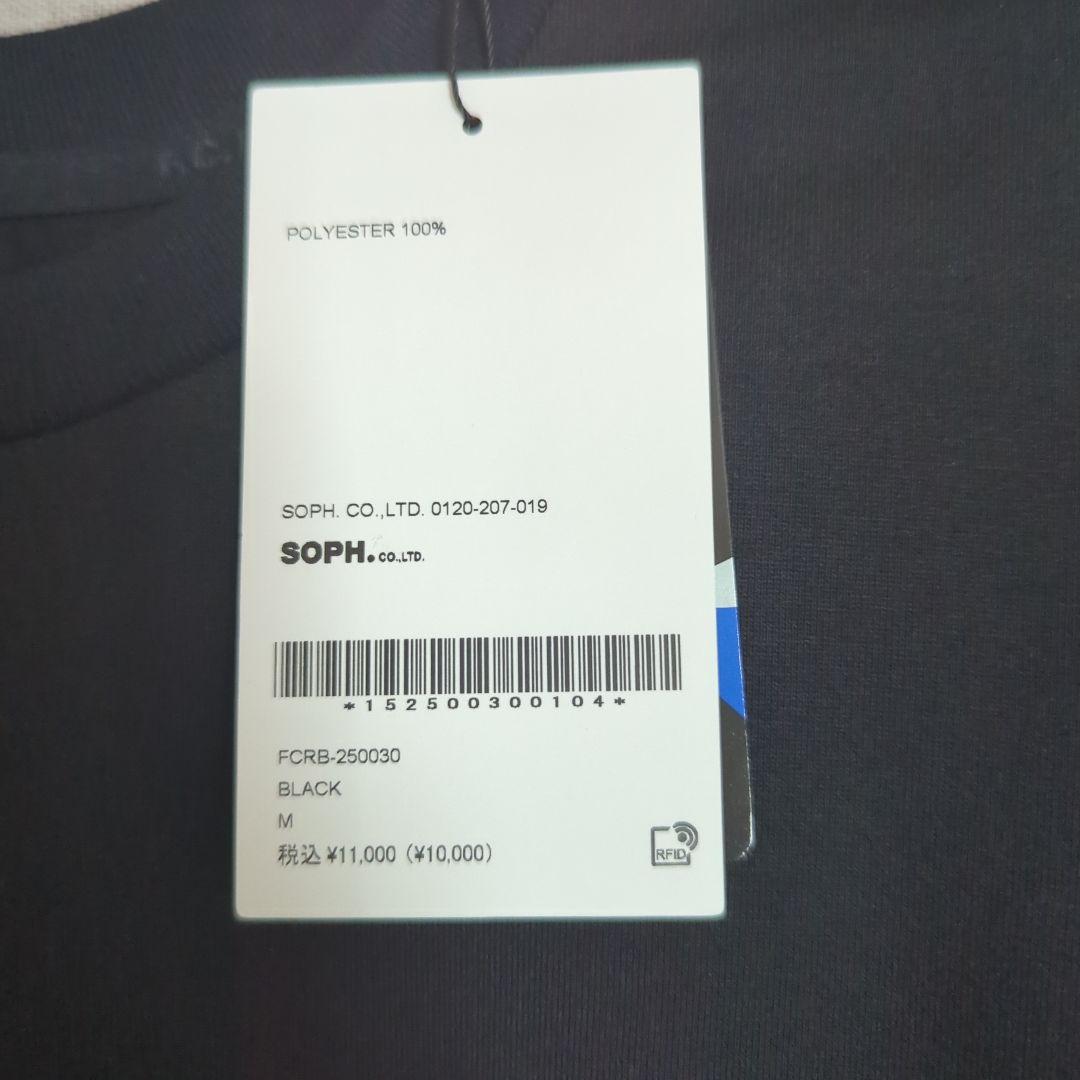 POLYESTER 100%
SOPH. CO.,LTD. 0120-207-019
SOPH. CO.,LTD.
*152500300104*
FCRB-250030
BLACK
M
税込 ¥11,000 (¥10,000)
RFID